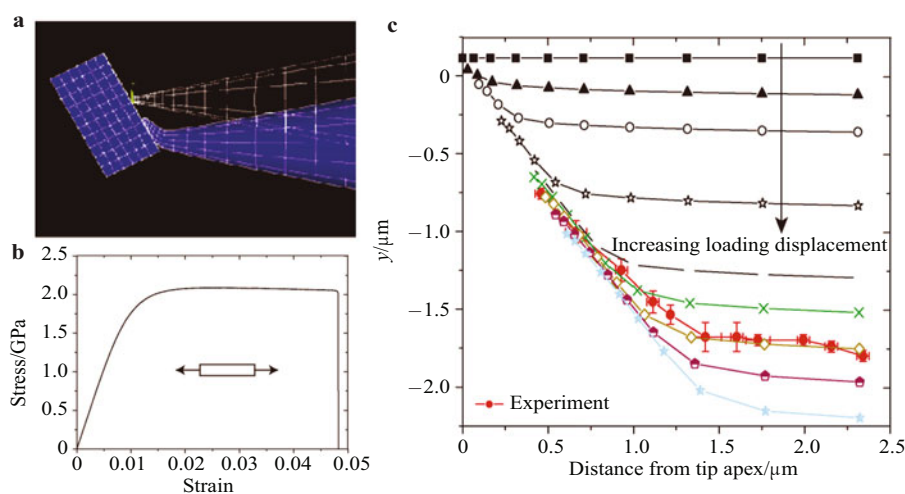 a
b
2.5
2.0
1.5
1.0
0.5
0
Stress/GPa
0
0.01
0.02
0.03
0.04
0.05
Strain
c
0
−0.5
−1.0
−1.5
−2.0
y/μm
Increasing loading displacement
Experiment
0
0.5
1.0
1.5
2.0
2.5
Distance from tip apex/μm